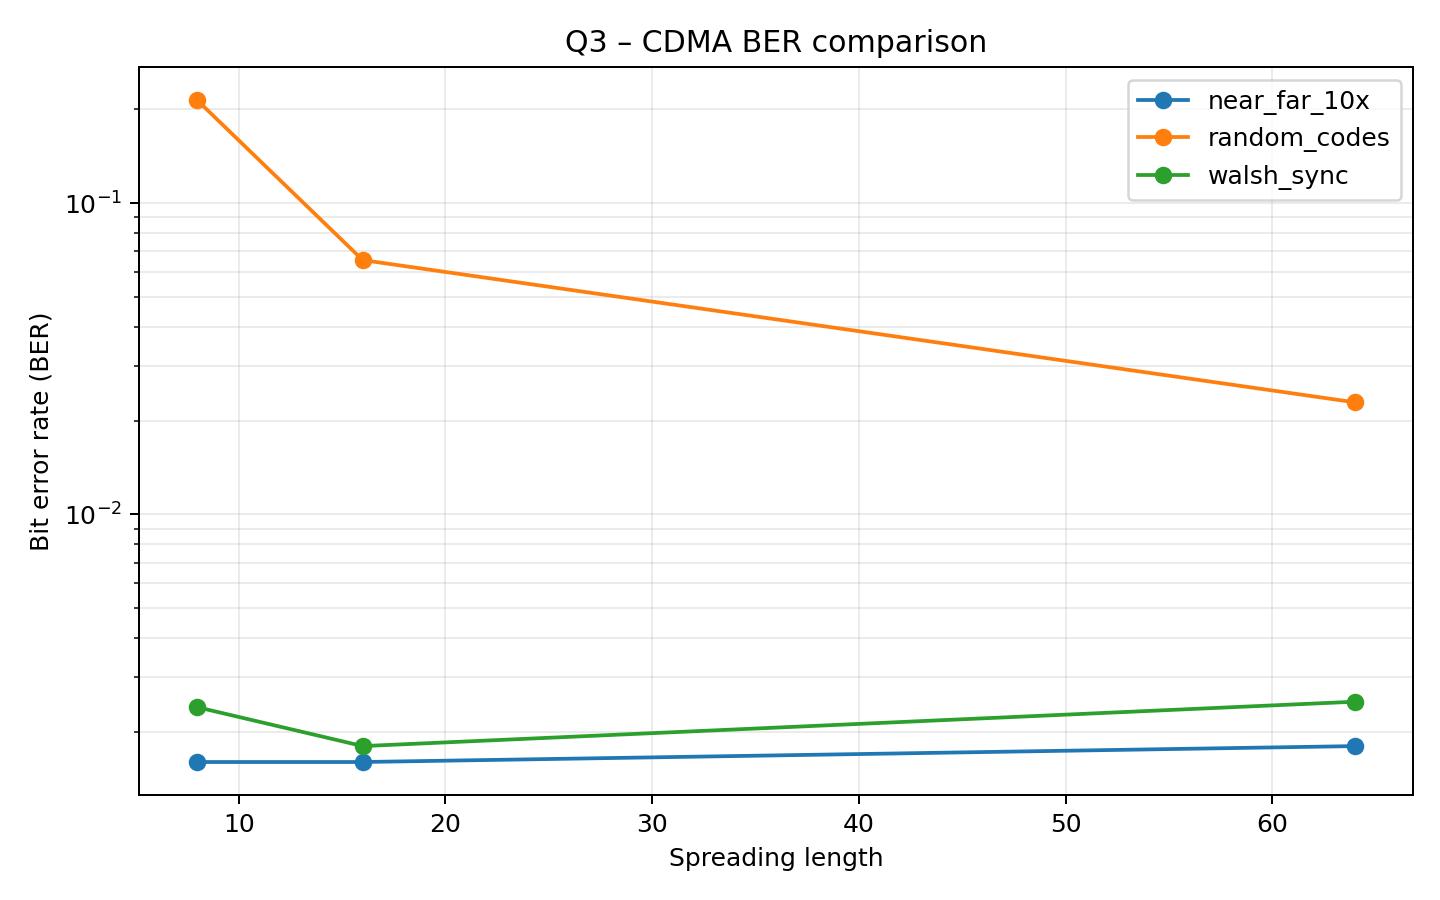 Q3 – CDMA BER comparison
near_far_10x
random_codes
walsh_sync
Bit error rate (BER)
10⁻¹
10⁻²
10
20
30
40
50
60
Spreading length